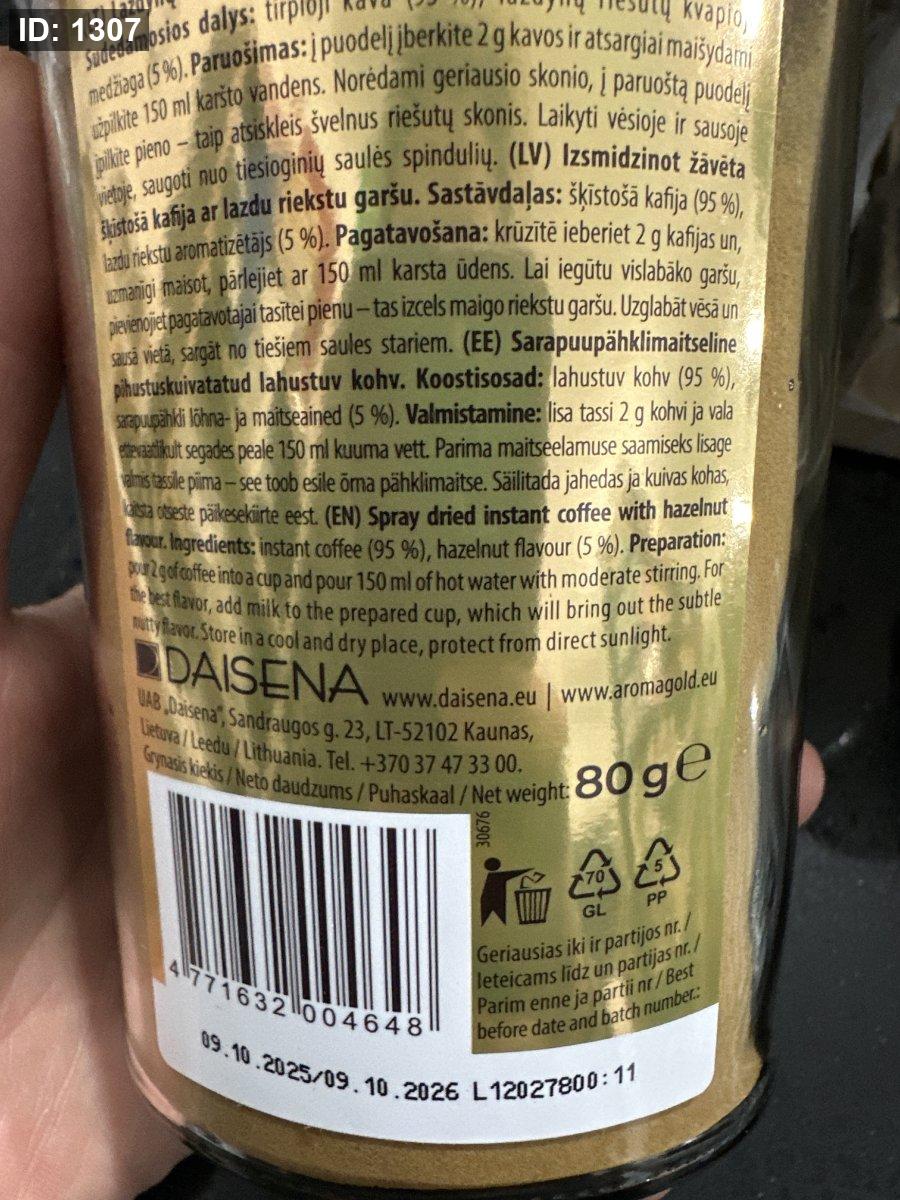 ID: 1307
Sudedamosios dalys: tirpioji kava (95 %), lazdynų riešutų kvapioji
medžiaga (5 %). Paruošimas: į puodelį įberkite 2 g kavos ir atsargiai maišydami
užpilkite 150 ml karšto vandens. Norėdami geriausio skonio, į paruoštą puodelį
įpilkite pieno – taip atsiskleis švelnus riešutų skonis. Laikyti vėsioje ir sausoje
vietoje, saugoti nuo tiesioginių saulės spindulių. (LV) Izsmidzinot žāvēta
šķīstošā kafija ar lazdu riekstu garšu. Sastāvdaļas: šķīstošā kafija (95 %),
lazdu riekstu aromatizētājs (5 %). Pagatavošana: krūzītē ieberiet 2 g kafijas un,
uzmanīgi maisot, pārlejiet ar 150 ml karsta ūdens. Lai iegūtu vislabāko garšu,
pievienojiet pagatavotajai tasītei pienu – tas izcels maigo riekstu garšu. Uzglabāt vēsā un
sausā vietā, sargāt no tiešiem saules stariem. (EE) Sarapuupähklimaitseline
pihustuskuivatatud lahustuv kohv. Koostisosad: lahustuv kohv (95 %),
sarapuupähkli lõhna- ja maitseained (5 %). Valmistamine: lisa tassi 2 g kohvi ja vala
ettevaatlikult segades peale 150 ml kuuma vett. Parima maitseelamuse saamiseks lisage
valmis tassile piima – see toob esile õrna pähklimaitse. Säilitada jahedas ja kuivas kohas,
kaitsta otseste päikesekiirte eest. (EN) Spray dried instant coffee with hazelnut
flavour. Ingredients: instant coffee (95 %), hazelnut flavour (5 %). Preparation:
pour 2 g of coffee into a cup and pour 150 ml of hot water with moderate stirring. For
the best flavor, add milk to the prepared cup, which will bring out the subtle
nutty flavor. Store in a cool and dry place, protect from direct sunlight.
DAISENA www.daisena.eu | www.aromagold.eu
UAB „Daisena“, Sandraugos g. 23, LT-52102 Kaunas,
Lietuva / Leedu / Lithuania. Tel. +370 37 47 33 00.
Grynasis kiekis / Neto daudzums / Puhaskaal / Net weight: 80 g e
30676
70
GL
5
PP
Geriausias iki ir partijos nr. /
Ieteicams līdz un partijas nr. /
Parim enne ja partii nr / Best
before date and batch number.:
4 771632 004648
09.10.2025/09.10.2026 L12027800:11